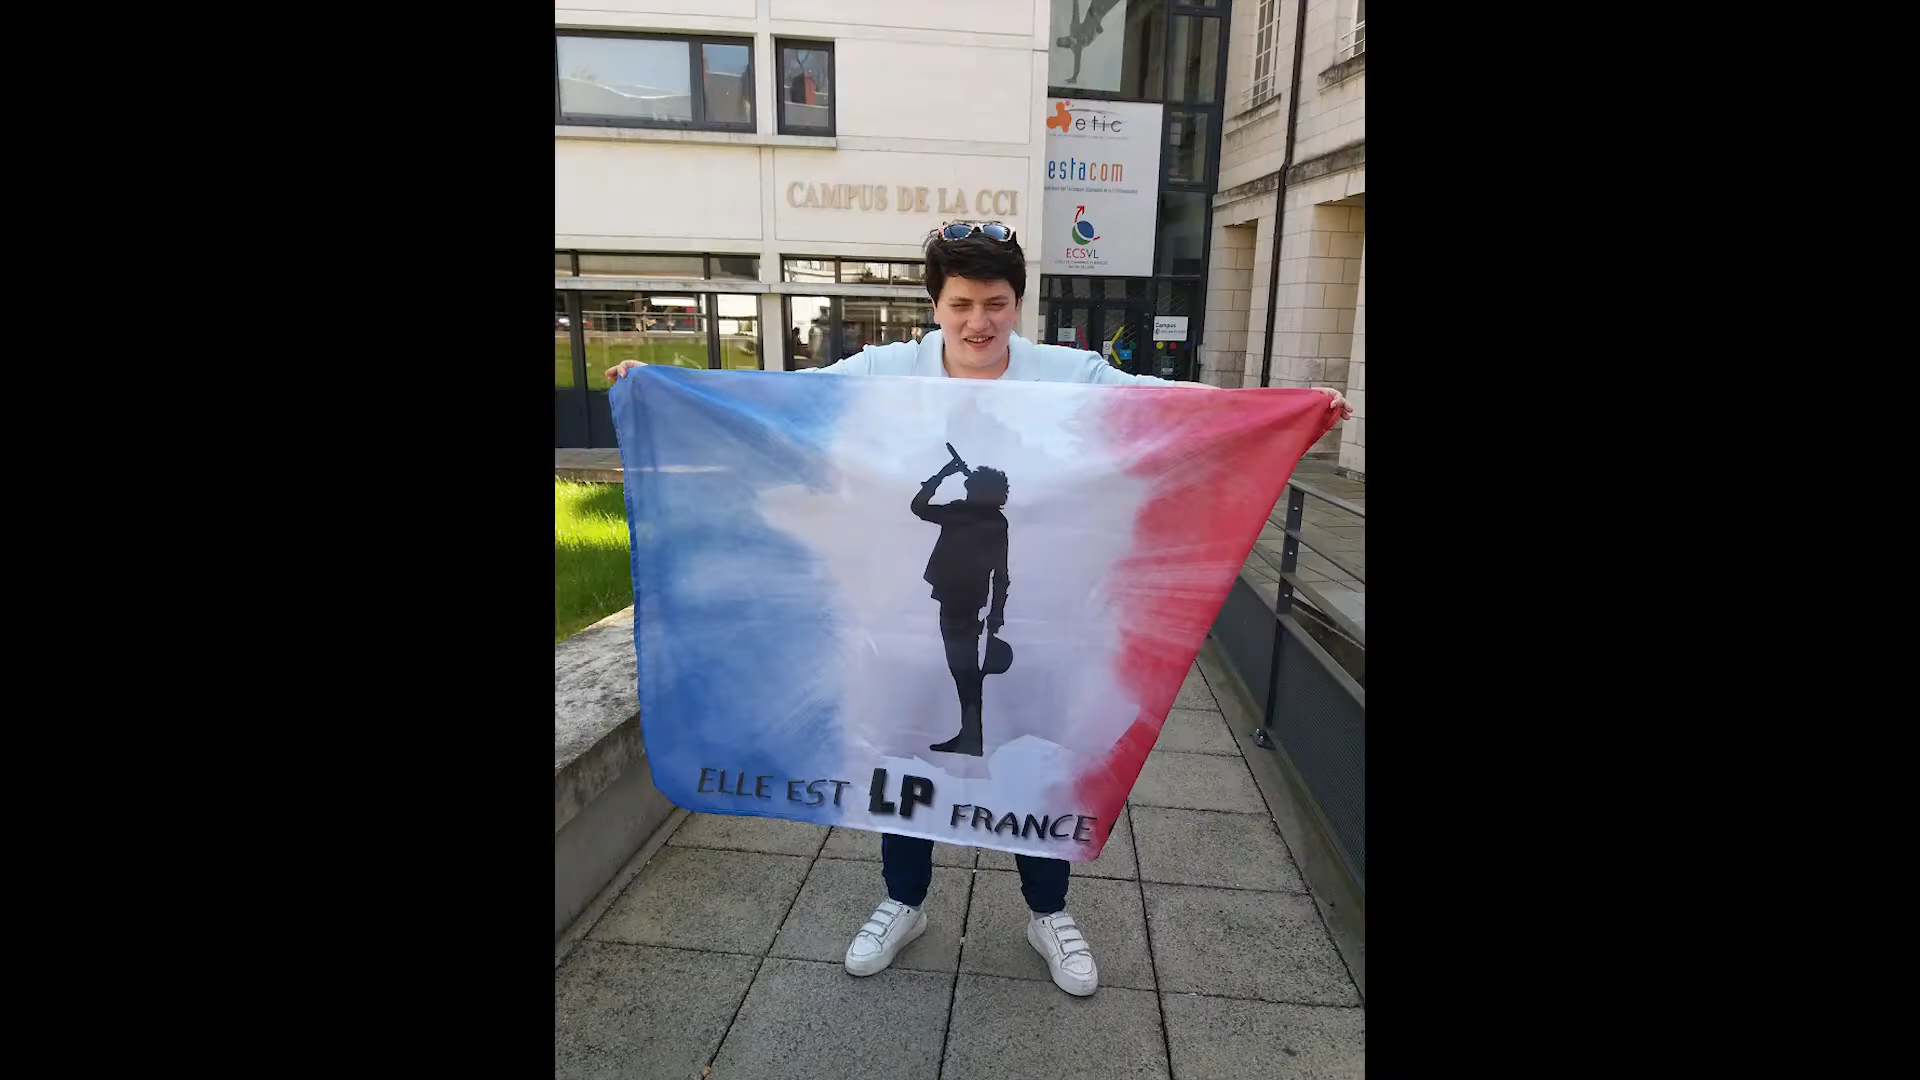 etic
estacom
CAMPUS DE LA CCI
ECSVL
Campus
ELLE EST LP FRANCE